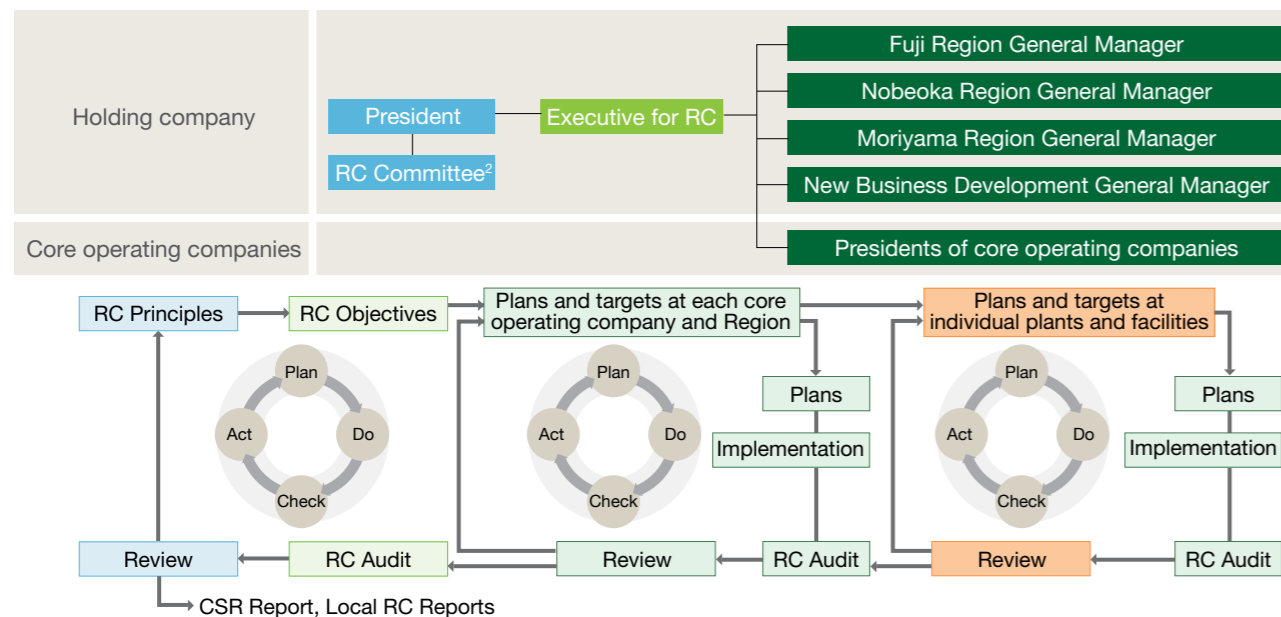 Holding company
President
RC Committee²
Executive for RC
Fuji Region General Manager
Nobeoka Region General Manager
Moriyama Region General Manager
New Business Development General Manager
Core operating companies
Presidents of core operating companies
RC Principles
RC Objectives
Plans and targets at each core
operating company and Region
Plans and targets at
individual plants and facilities
Plan
Do
Check
Act
Plan
Do
Check
Act
Plans
Implementation
Plan
Do
Check
Act
Plans
Implementation
Review
RC Audit
Review
RC Audit
Review
RC Audit
CSR Report, Local RC Reports